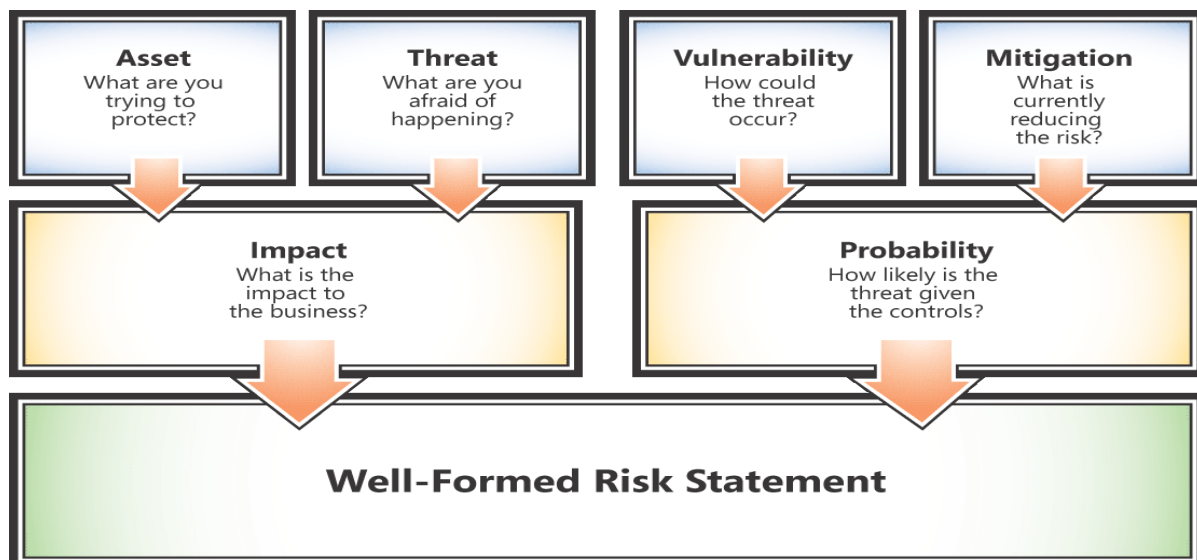 Asset
What are you
trying to
protect?
Threat
What are you
afraid of
happening?
Vulnerability
How could
the threat
occur?
Mitigation
What is
currently
reducing
the risk?
Impact
What is the
impact to
the business?
Probability
How likely is the
threat given
the controls?
Well-Formed Risk Statement